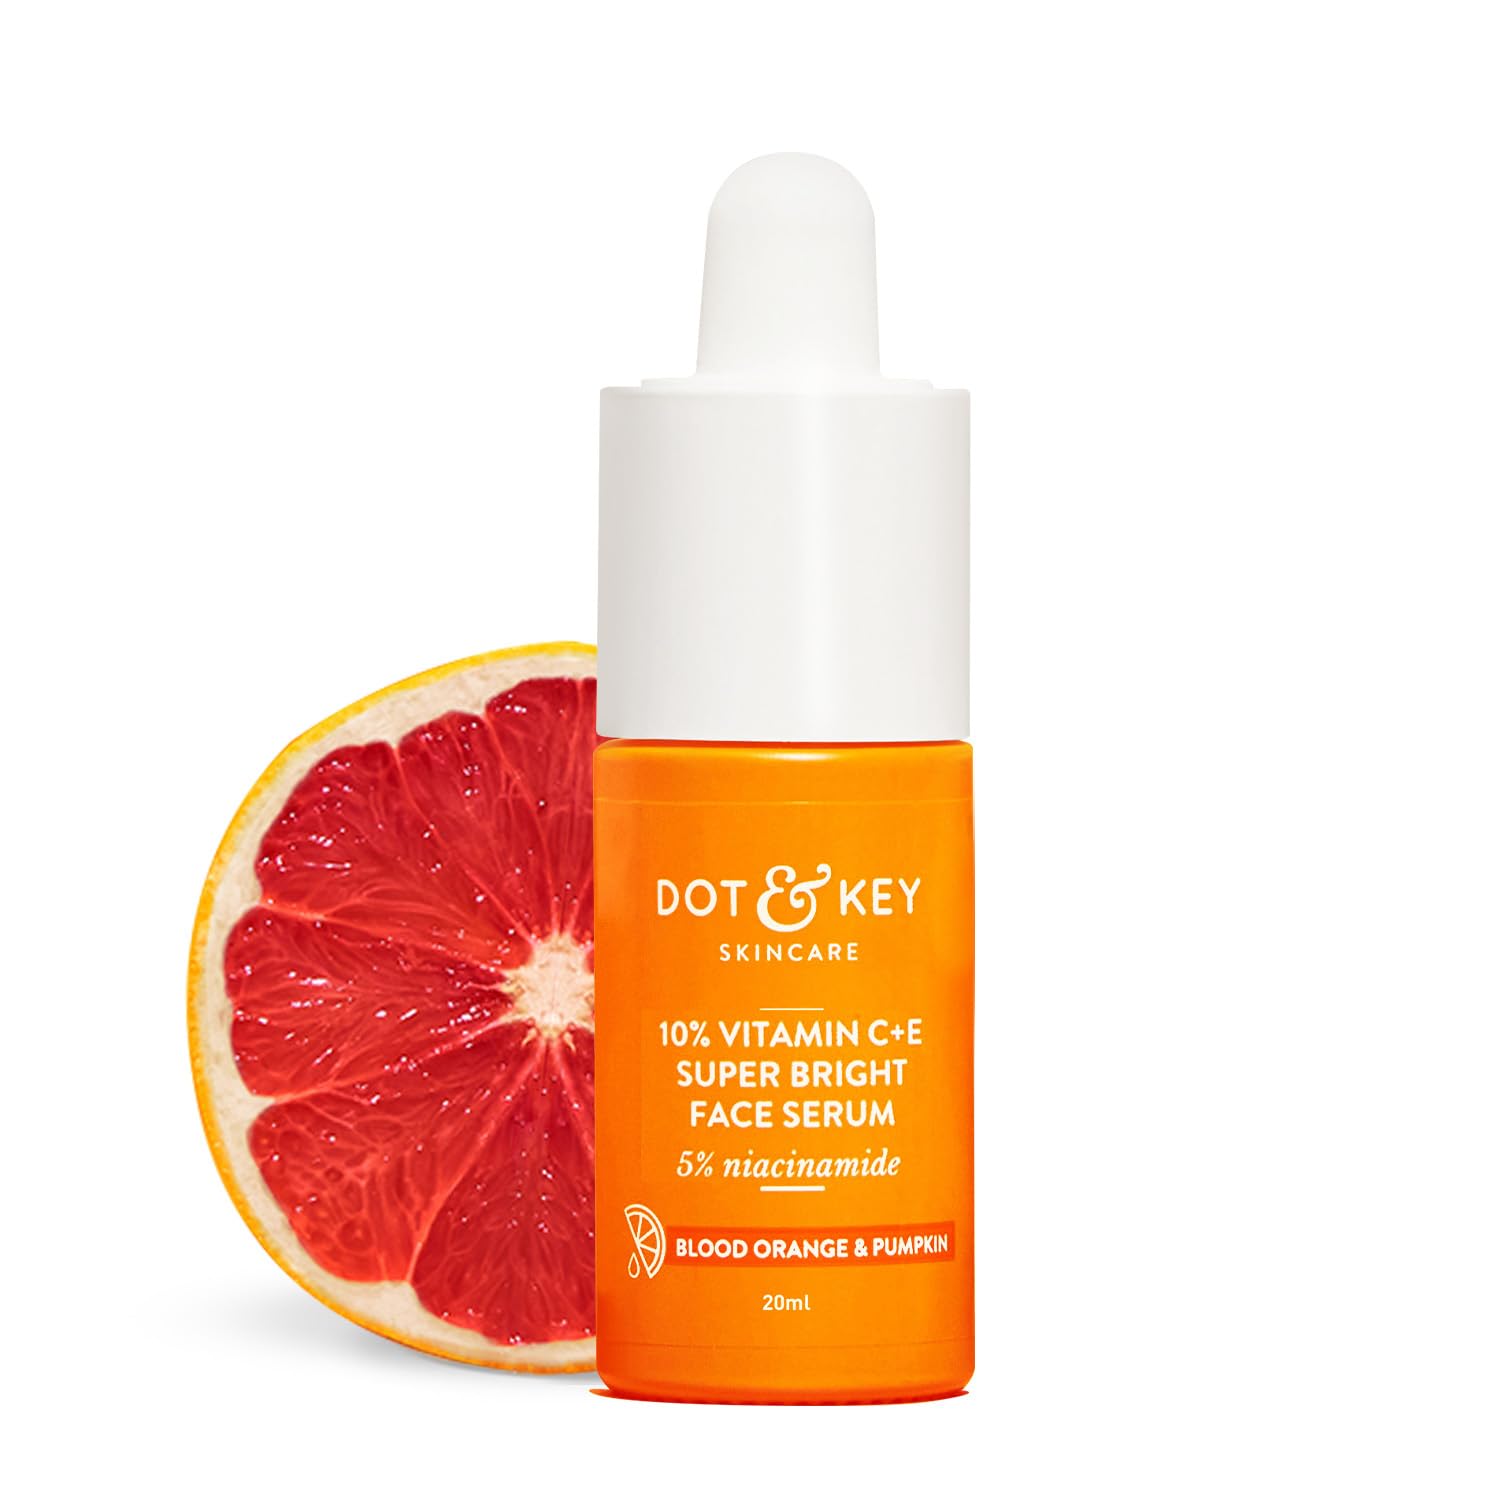 DOT & KEY
SKINCARE
10% VITAMIN C+E
SUPER BRIGHT
FACE SERUM
5% niacinamide
BLOOD ORANGE & PUMPKIN
20ml